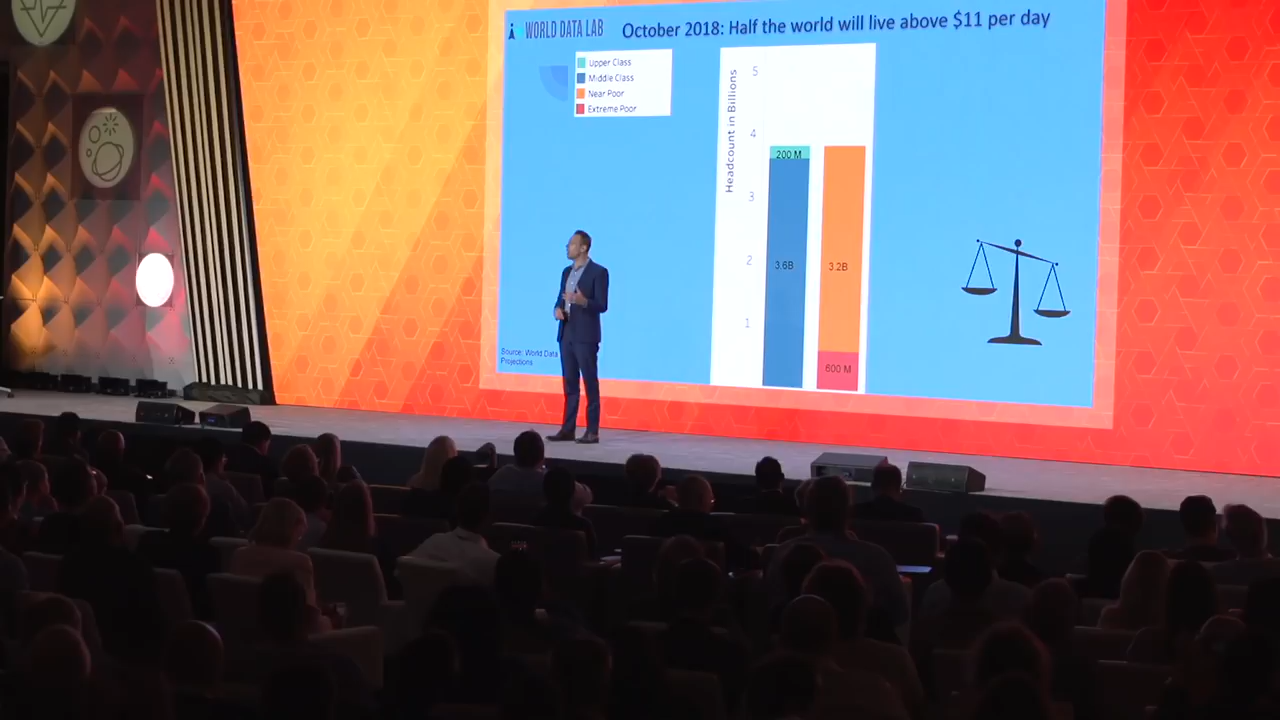 WORLD DATA LAB
October 2018: Half the world will live above $11 per day
Upper Class
Middle Class
Near Poor
Extreme Poor
Headcount in Billions
5
4
3
2
1
200 M
3.6B
3.2B
600 M
Source: World Data
Projections